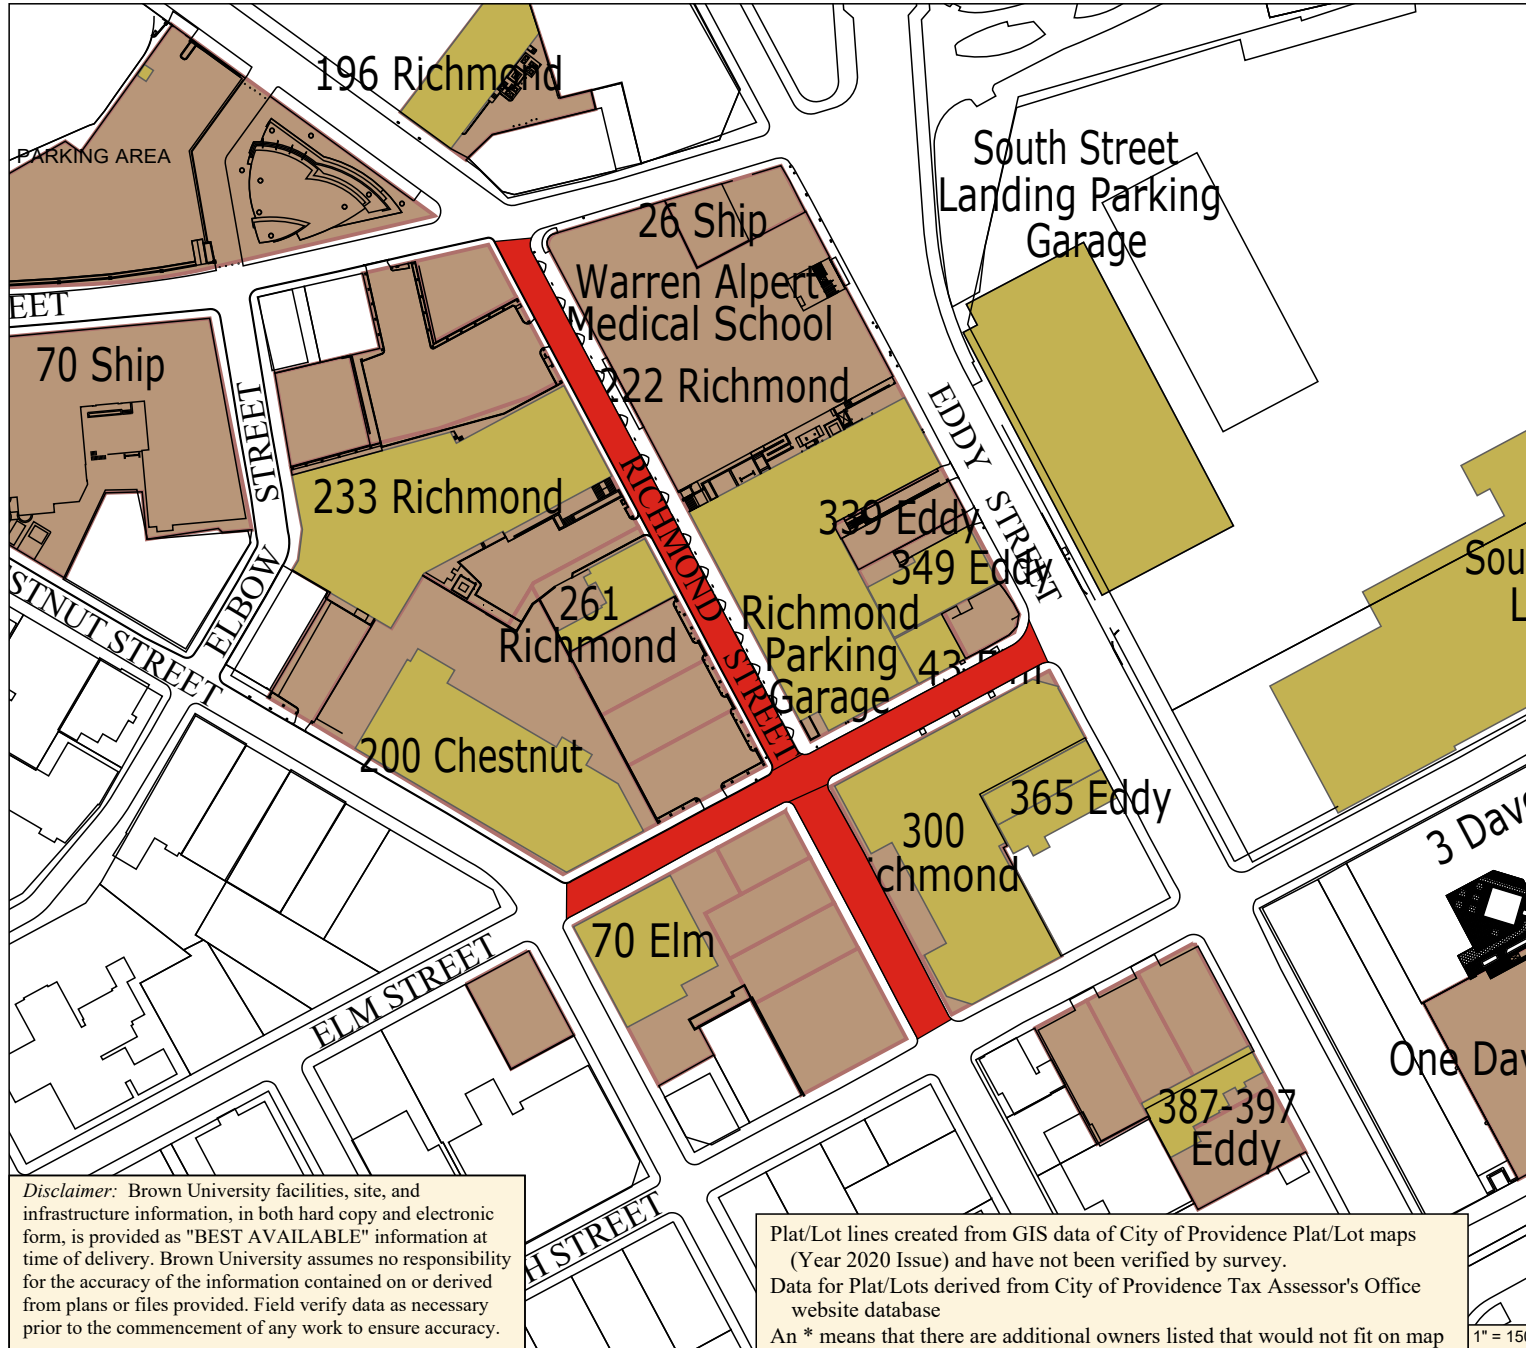 196 Richmond
PARKING AREA
South Street
Landing Parking
Garage
26 Ship
Warren Alpert
Medical School
222 Richmond
EET
70 Ship
ELBOW STREET
233 Richmond
RICHMOND STREET
EDDY STREET
339 Eddy
349 Eddy
Sou
L
261
Richmond
Richmond
Parking
Garage
43 Elm
STNUT STREET
200 Chestnut
365 Eddy
300
ichmond
3 Dav
70 Elm
ELM STREET
One Dav
387-397
Eddy
H STREET
Disclaimer: Brown University facilities, site, and
infrastructure information, in both hard copy and electronic
form, is provided as "BEST AVAILABLE" information at
time of delivery. Brown University assumes no responsibility
for the accuracy of the information contained on or derived
from plans or files provided. Field verify data as necessary
prior to the commencement of any work to ensure accuracy.
Plat/Lot lines created from GIS data of City of Providence Plat/Lot maps
(Year 2020 Issue) and have not been verified by survey.
Data for Plat/Lots derived from City of Providence Tax Assessor's Office
website database
An * means that there are additional owners listed that would not fit on map
1" = 150